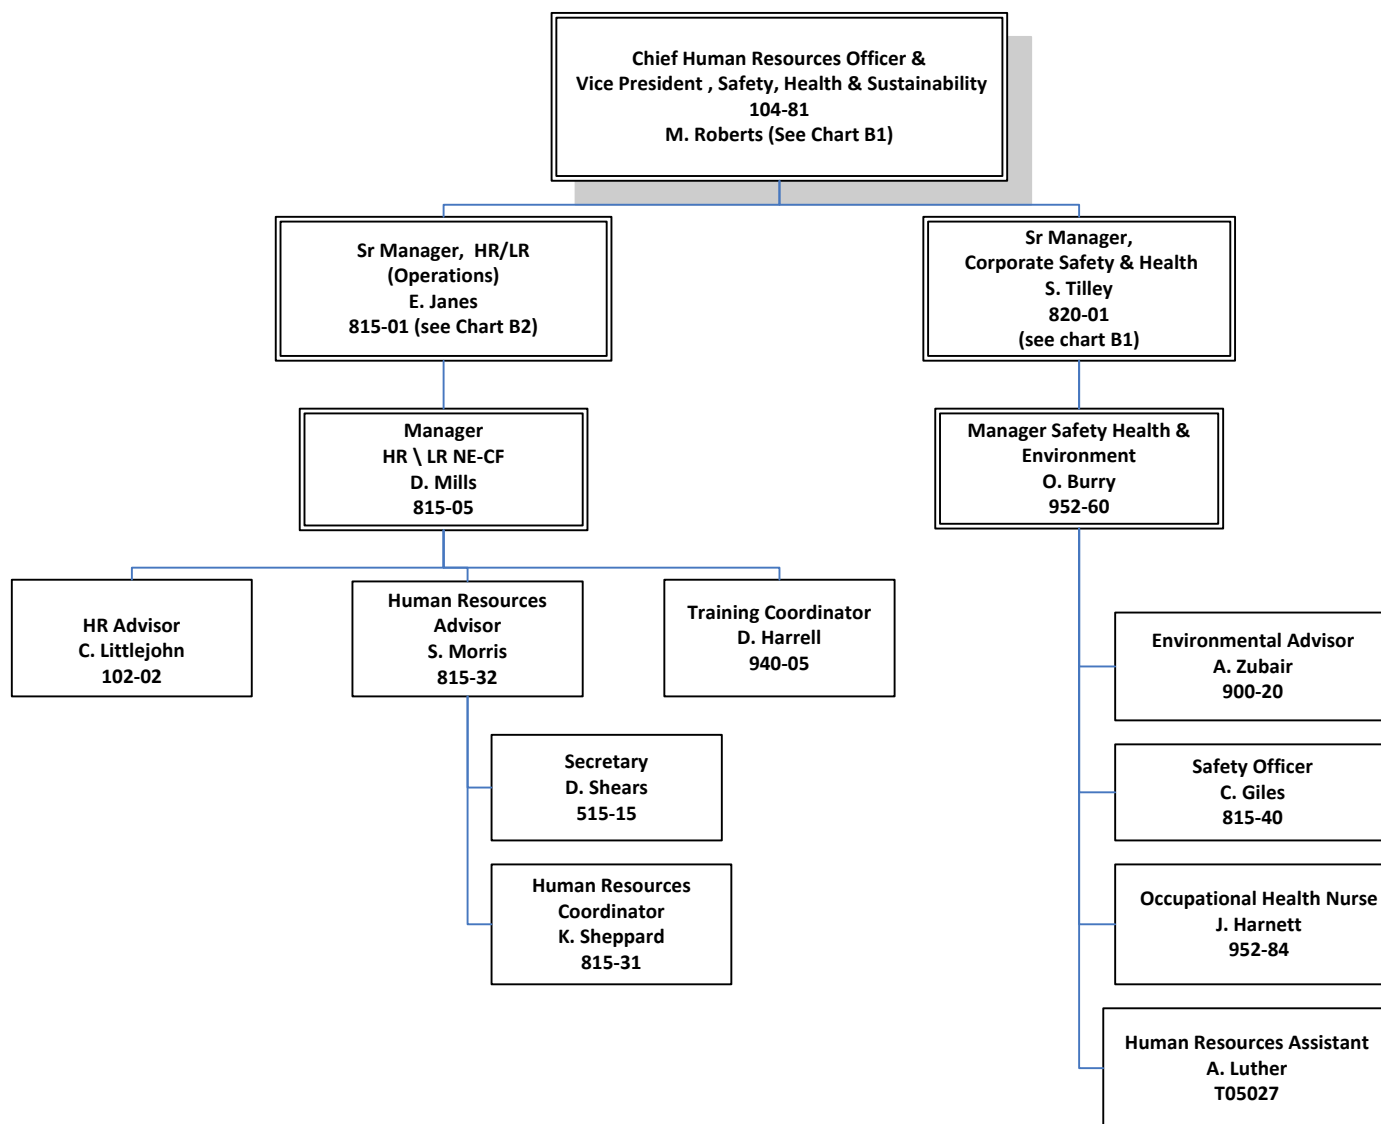 Chief Human Resources Officer &
Vice President , Safety, Health & Sustainability
104-81
M. Roberts (See Chart B1)
Sr Manager,  HR/LR
(Operations)
E. Janes
815-01 (see Chart B2)
Sr Manager,
Corporate Safety & Health
S. Tilley
820-01
(see chart B1)
Manager
HR \ LR NE-CF
D. Mills
815-05
Manager Safety Health &
Environment
O. Burry
952-60
HR Advisor
C. Littlejohn
102-02
Human Resources
Advisor
S. Morris
815-32
Training Coordinator
D. Harrell
940-05
Environmental Advisor
A. Zubair
900-20
Secretary
D. Shears
515-15
Safety Officer
C. Giles
815-40
Human Resources
Coordinator
K. Sheppard
815-31
Occupational Health Nurse
J. Harnett
952-84
Human Resources Assistant
A. Luther
T05027